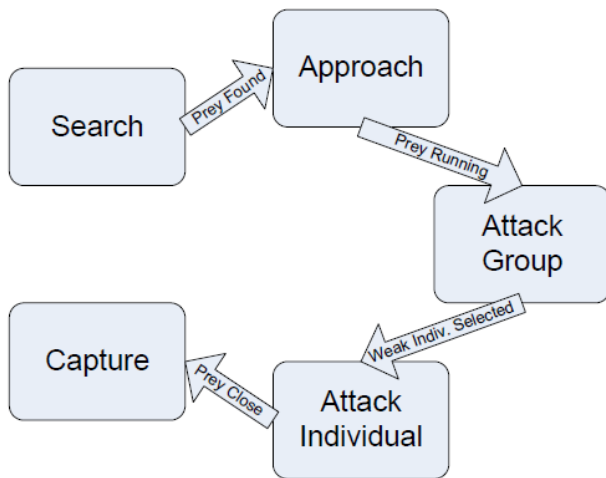 Search
Prey Found
Approach
Prey Running
Attack
Group
Weak Indiv. Selected
Attack
Individual
Prey Close
Capture